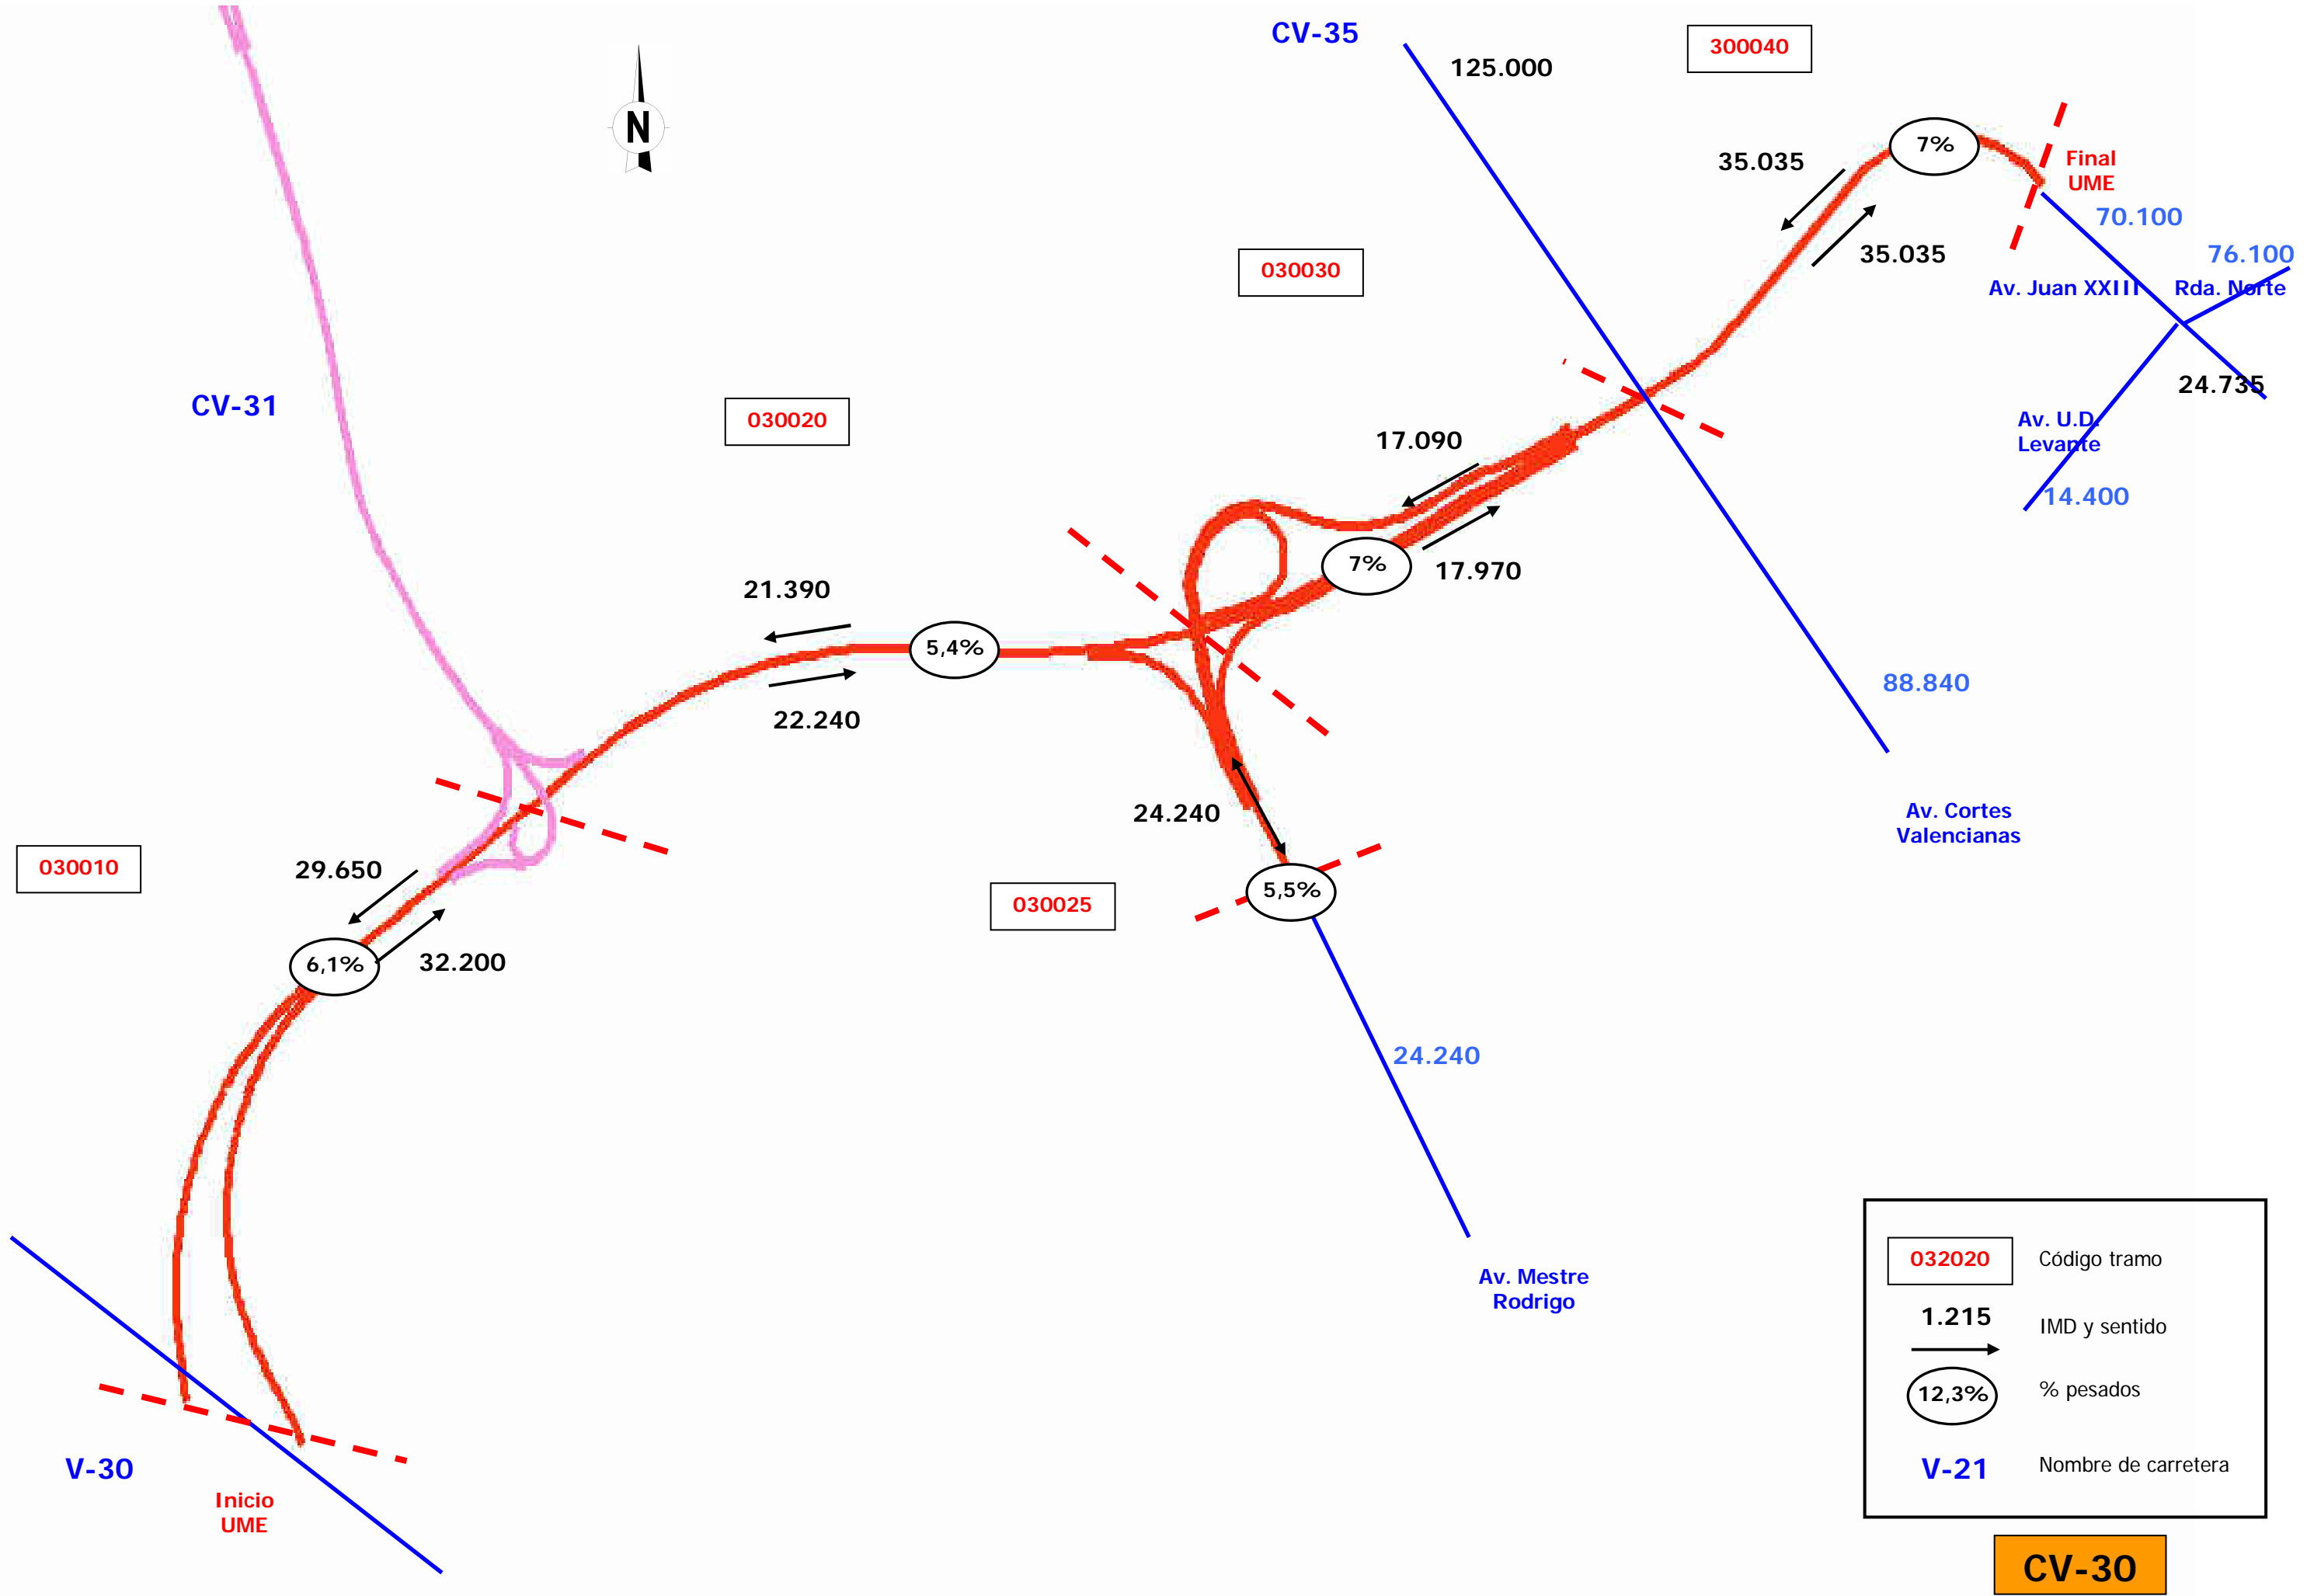 CV-35
300040
125.000
N
7%
35.035
Final
UME
70.100
35.035
76.100
030030
Av. Juan XXIII
Rda. Norte
24.735
CV-31
030020
17.090
Av. U.D.
Levante
14.400
7%
17.970
21.390
5,4%
22.240
88.840
24.240
Av. Cortes
Valencianas
030010
29.650
5,5%
030025
6,1%
32.200
24.240
Av. Mestre
Rodrigo
032020 Código tramo
1.215
IMD y sentido
12,3% % pesados
V-21 Nombre de carretera
V-30
Inicio
UME
CV-30